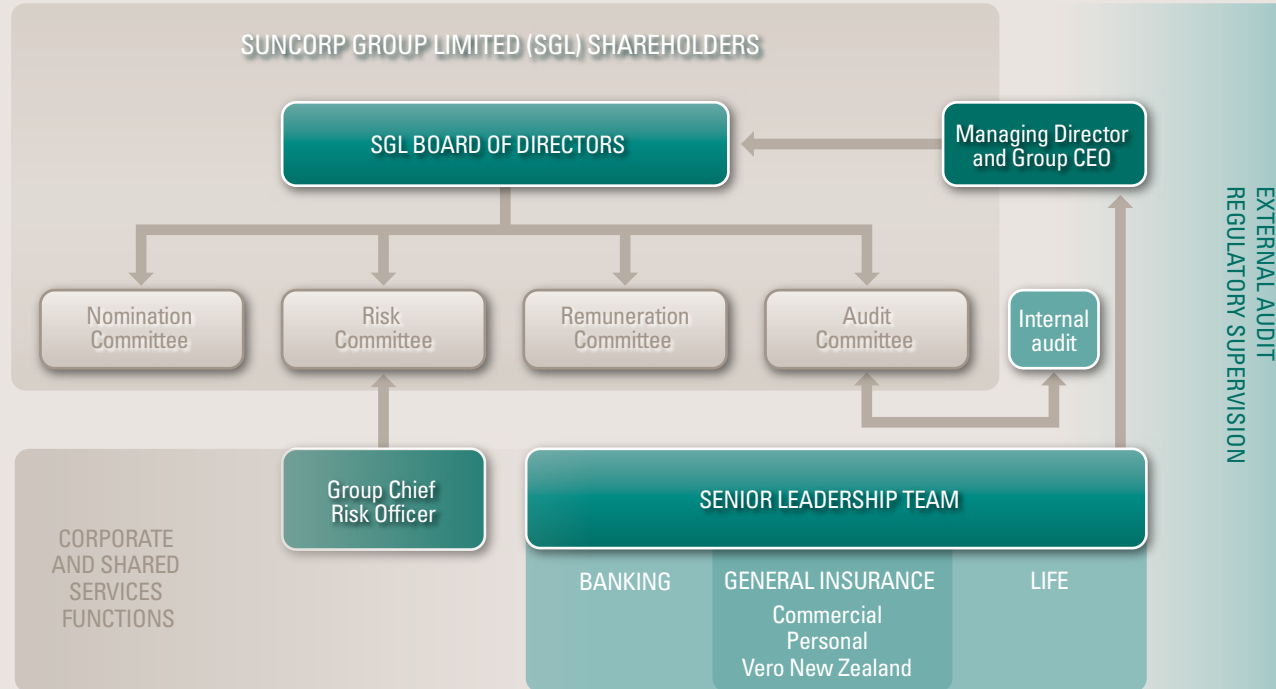 SUNCORP GROUP LIMITED (SGL) SHAREHOLDERS
SGL BOARD OF DIRECTORS
Managing Director
and Group CEO
Nomination
Committee
Risk
Committee
Remuneration
Committee
Audit
Committee
Internal
audit
EXTERNAL AUDIT
REGULATORY SUPERVISION
Group Chief
Risk Officer
SENIOR LEADERSHIP TEAM
CORPORATE
AND SHARED
SERVICES
FUNCTIONS
BANKING
GENERAL INSURANCE
Commercial
Personal
Vero New Zealand
LIFE